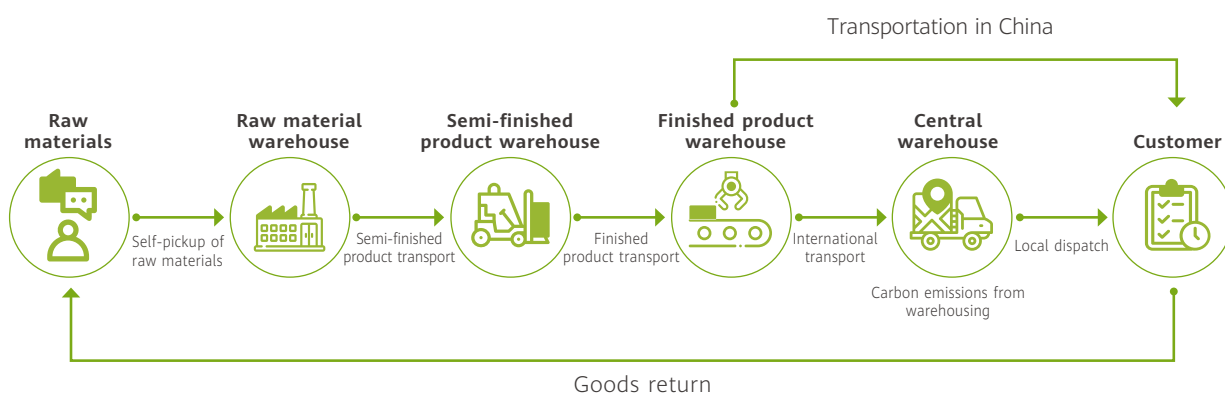 Transportation in China
Raw
materials
Raw material
warehouse
Semi-finished
product warehouse
Finished product
warehouse
Central
warehouse
Customer
Self-pickup of
raw materials
Semi-finished
product transport
Finished
product transport
International
transport
Local dispatch
Carbon emissions from
warehousing
Goods return